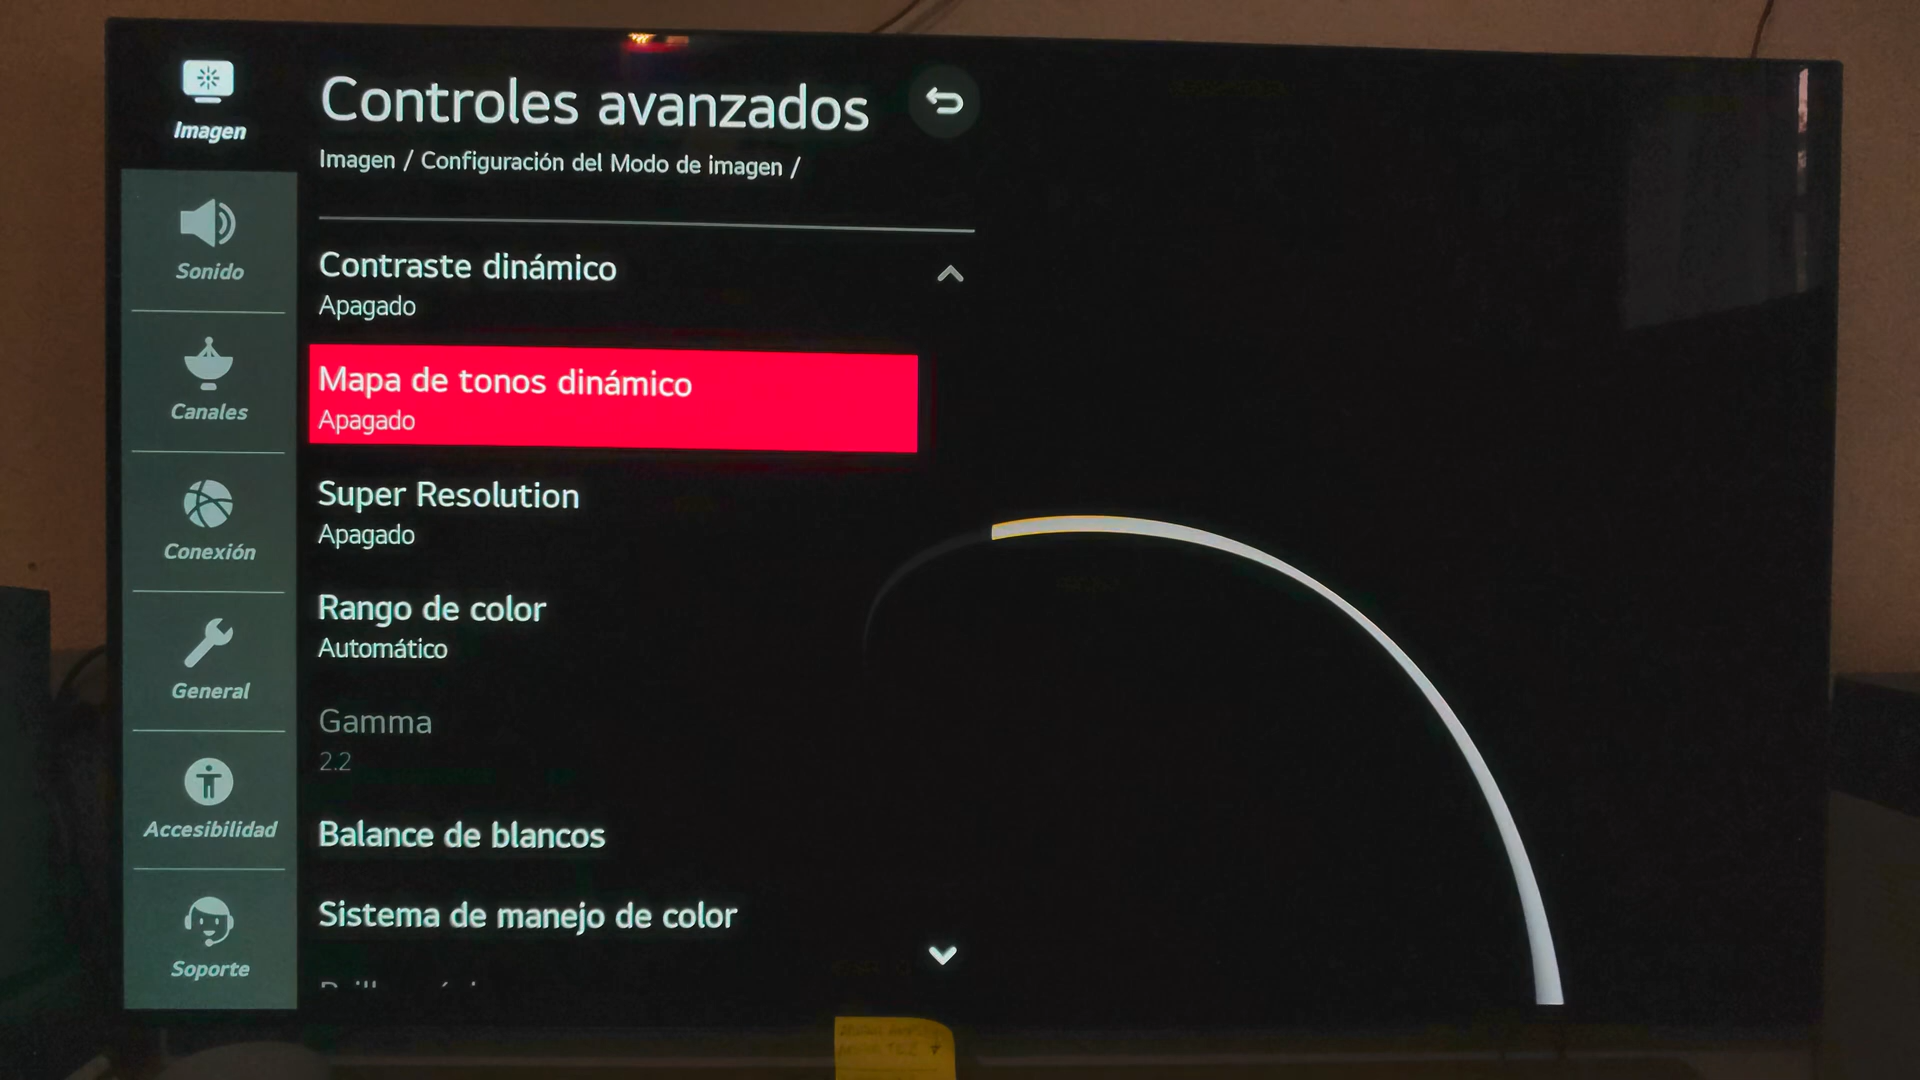 Imagen
Controles avanzados
Imagen / Configuración del Modo de imagen /
Sonido
Canales
Conexión
General
Accesibilidad
Soporte
Contraste dinámico
Apagado
Mapa de tonos dinámico
Apagado
Super Resolution
Apagado
Rango de color
Automático
Gamma
2.2
Balance de blancos
Sistema de manejo de color